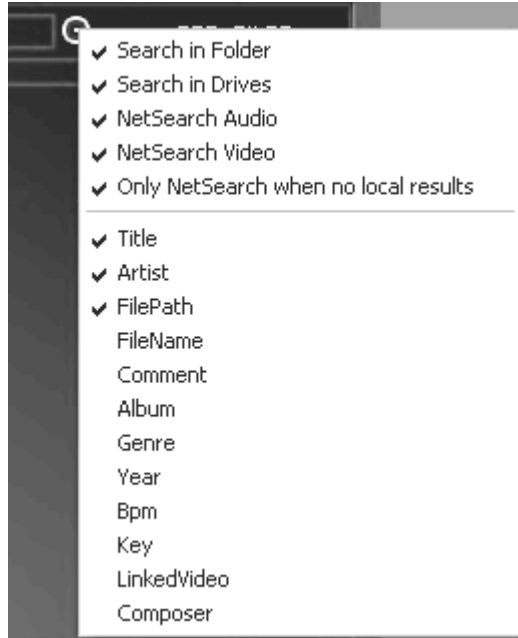 Search in Folder
Search in Drives
NetSearch Audio
NetSearch Video
Only NetSearch when no local results
Title
Artist
FilePath
FileName
Comment
Album
Genre
Year
Bpm
Key
LinkedVideo
Composer